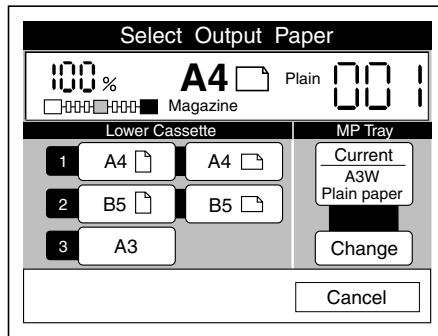 Select Output Paper
100 % A4 Plain 001
Magazine
Lower Cassette
MP Tray
1 A4 A4
2 B5 B5
3 A3
Current
A3W
Plain paper
Change
Cancel